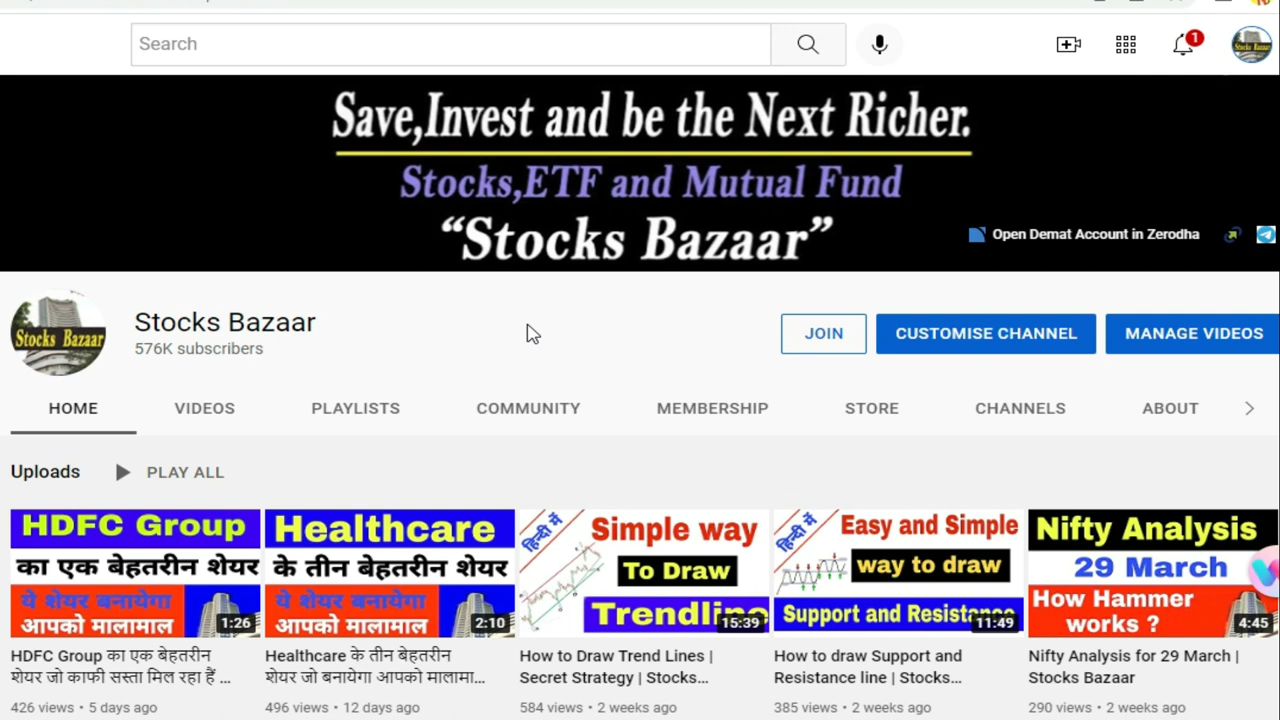 Search
1
Save,Invest and be the Next Richer.
Stocks,ETF and Mutual Fund
“Stocks Bazaar”
Open Demat Account in Zerodha
Stocks Bazaar
Stocks Bazaar
576K subscribers
JOIN
CUSTOMISE CHANNEL
MANAGE VIDEOS
HOME
VIDEOS
PLAYLISTS
COMMUNITY
MEMBERSHIP
STORE
CHANNELS
ABOUT
Uploads
PLAY ALL
HDFC Group
का एक बेहतरीन शेयर
ये शेयर बनायेगा
आपको मालामाल
1:26
Healthcare
के तीन बेहतरीन शेयर
ये शेयर बनायेगा
आपको मालामाल
2:10
हिन्दी में
Simple way
To Draw
Trendline
15:39
हिन्दी में
Easy and Simple
way to draw
Support and Resistance
11:49
Nifty Analysis
29 March
How Hammer
works ?
4:45
HDFC Group का एक बेहतरीन
शेयर जो काफी सस्ता मिल रहा हैं ...
426 views • 5 days ago
Healthcare के तीन बेहतरीन
शेयर जो बनायेगा आपको मालामा...
496 views • 12 days ago
How to Draw Trend Lines |
Secret Strategy | Stocks...
584 views • 2 weeks ago
How to draw Support and
Resistance line | Stocks...
385 views • 2 weeks ago
Nifty Analysis for 29 March |
Stocks Bazaar
290 views • 2 weeks ago